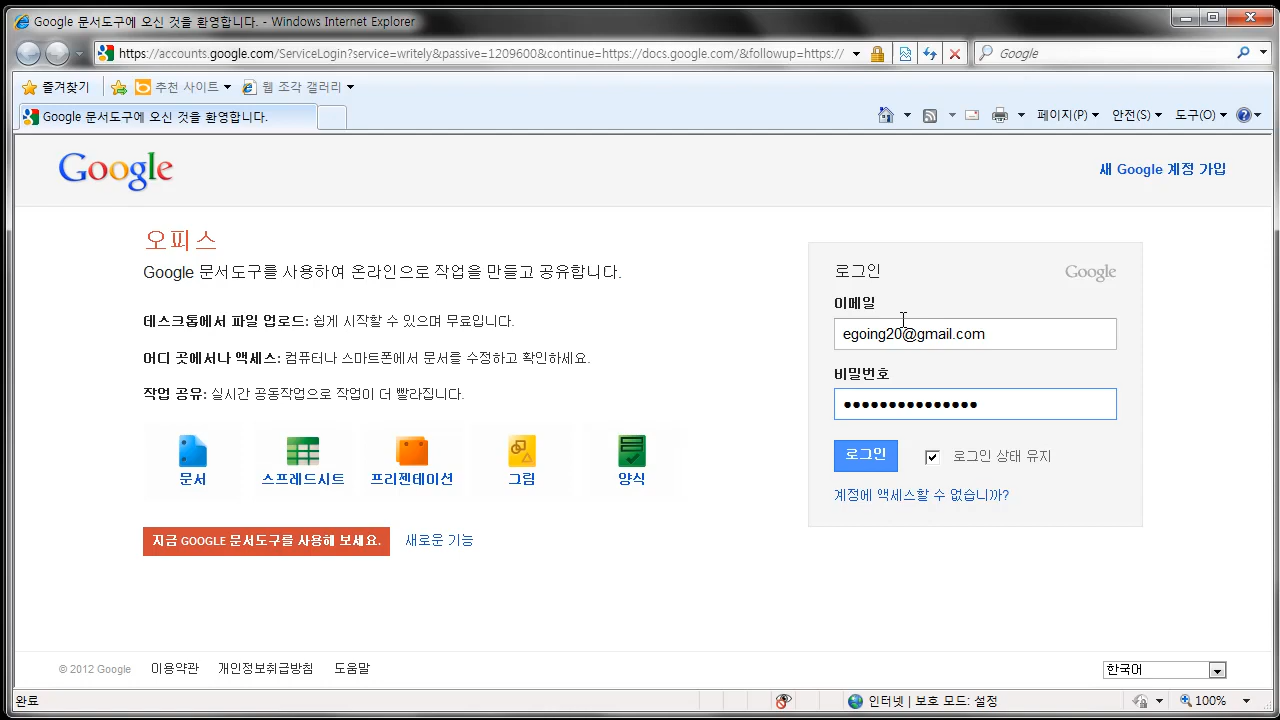 Google 문서도구에 오신 것을 환영합니다. - Windows Internet Explorer
https://accounts.google.com/ServiceLogin?service=writely&passive=1209600&continue=https://docs.google.com/&followup=https://
Google
즐겨찾기
추천 사이트
웹 조각 갤러리
Google 문서도구에 오신 것을 환영합니다.
페이지(P)
안전(S)
도구(O)
Google
새 Google 계정 가입
오피스
Google 문서도구를 사용하여 온라인으로 작업을 만들고 공유합니다.
데스크톱에서 파일 업로드: 쉽게 시작할 수 있으며 무료입니다.
어디 곳에서나 액세스: 컴퓨터나 스마트폰에서 문서를 수정하고 확인하세요.
작업 공유: 실시간 공동작업으로 작업이 더 빨라집니다.
문서
스프레드시트
프리젠테이션
그림
양식
지금 GOOGLE 문서도구를 사용해 보세요.
새로운 기능
로그인
Google
이메일
egoing20@gmail.com
비밀번호
•••••••••••••••
로그인
로그인 상태 유지
계정에 액세스할 수 없습니까?
© 2012 Google
이용약관
개인정보취급방침
도움말
한국어
완료
인터넷 | 보호 모드: 설정
100%